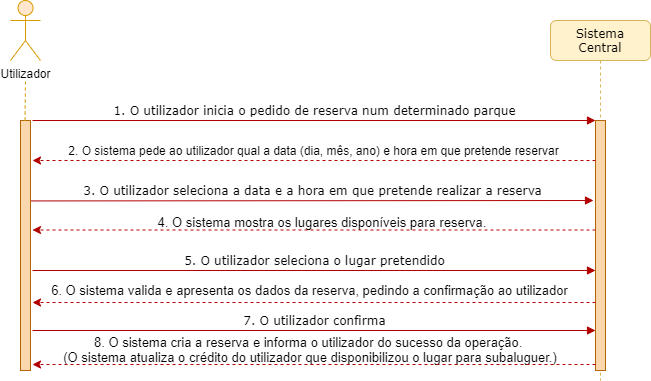 Sistema
Central
Utilizador
1. O utilizador inicia o pedido de reserva num determinado parque
2. O sistema pede ao utilizador qual a data (dia, mês, ano) e hora em que pretende reservar
3. O utilizador seleciona a data e a hora em que pretende realizar a reserva
4. O sistema mostra os lugares disponíveis para reserva.
5. O utilizador seleciona o lugar pretendido
6. O sistema valida e apresenta os dados da reserva, pedindo a confirmação ao utilizador
7. O utilizador confirma
8. O sistema cria a reserva e informa o utilizador do sucesso da operação.
(O sistema atualiza o crédito do utilizador que disponibilizou o lugar para subaluguer.)